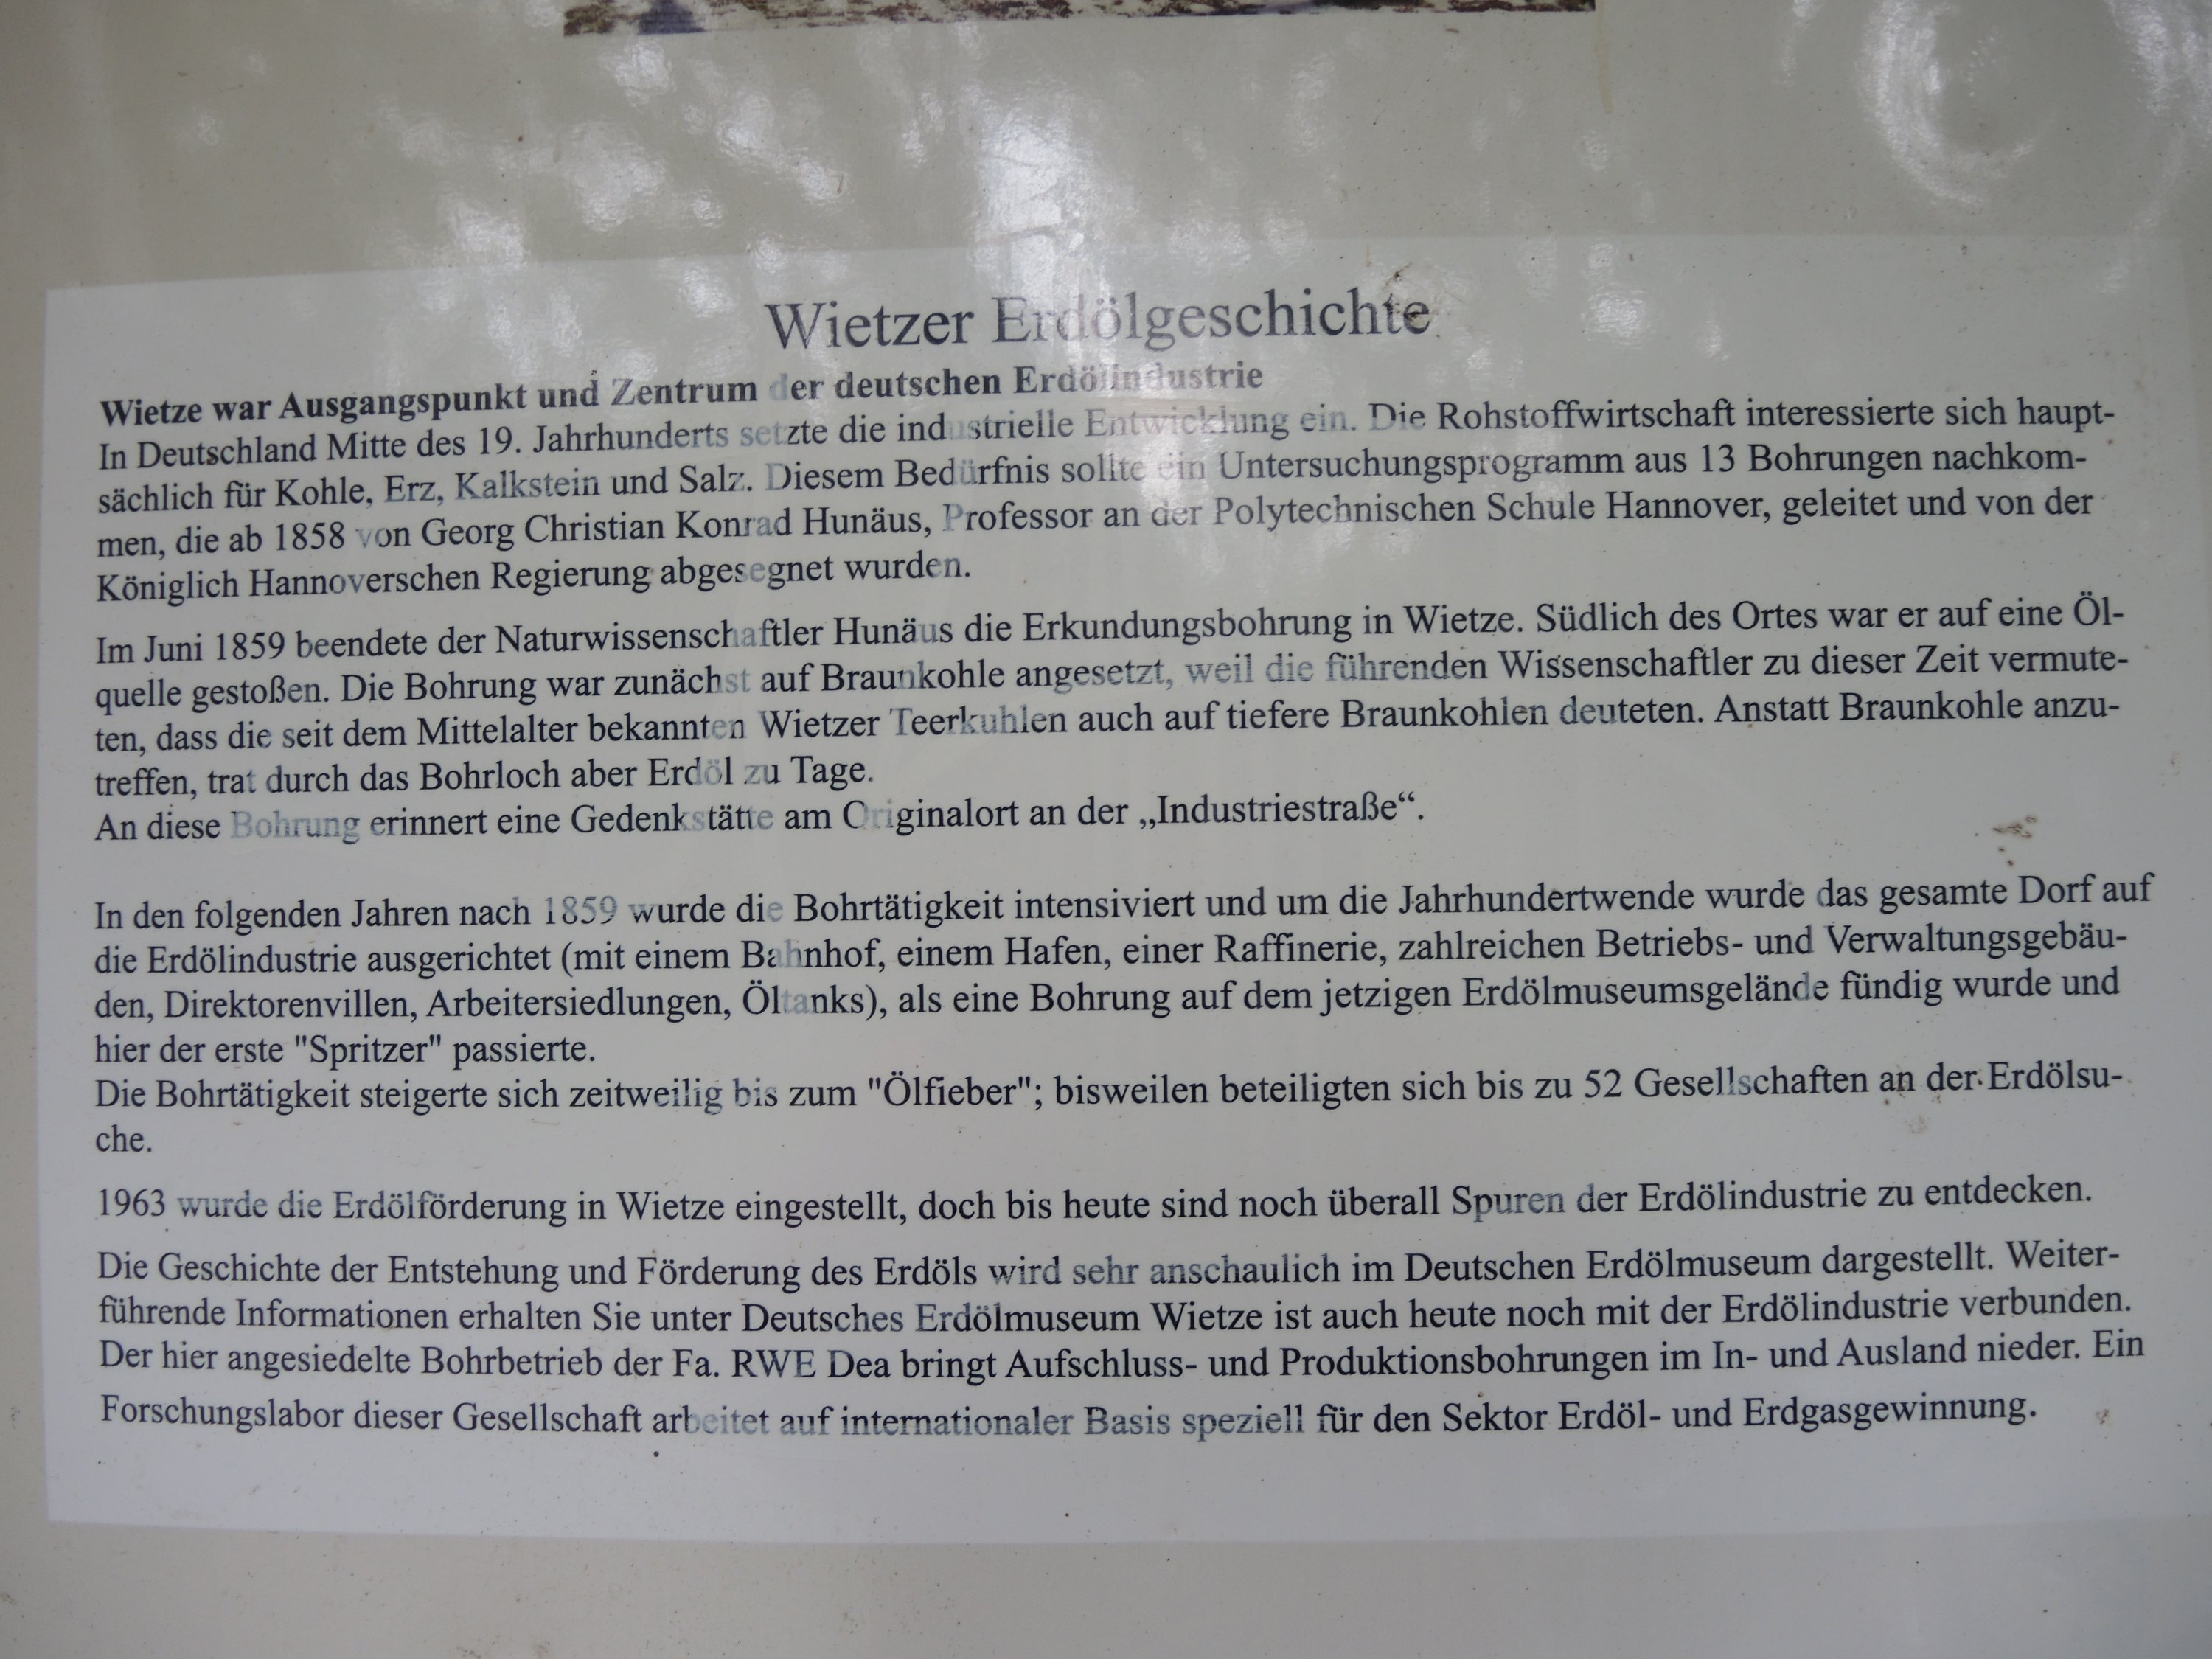 Wietzer Erdölgeschichte
Wietze war Ausgangspunkt und Zentrum der deutschen Erdölindustrie
In Deutschland Mitte des 19. Jahrhunderts setzte die industrielle Entwicklung ein. Die Rohstoffwirtschaft interessierte sich haupt-
sächlich für Kohle, Erz, Kalkstein und Salz. Diesem Bedürfnis sollte ein Untersuchungsprogramm aus 13 Bohrungen nachkom-
men, die ab 1858 von Georg Christian Konrad Hunäus, Professor an der Polytechnischen Schule Hannover, geleitet und von der
Königlich Hannoverschen Regierung abgesegnet wurden.
Im Juni 1859 beendete der Naturwissenschaftler Hunäus die Erkundungsbohrung in Wietze. Südlich des Ortes war er auf eine Öl-
quelle gestoßen. Die Bohrung war zunächst auf Braunkohle angesetzt, weil die führenden Wissenschaftler zu dieser Zeit vermute-
ten, dass die seit dem Mittelalter bekannten Wietzer Teerkuhlen auch auf tiefere Braunkohlen deuteten. Anstatt Braunkohle anzu-
treffen, trat durch das Bohrloch aber Erdöl zu Tage.
An diese Bohrung erinnert eine Gedenkstätte am Originalort an der „Industriestraße“.
In den folgenden Jahren nach 1859 wurde die Bohrtätigkeit intensiviert und um die Jahrhundertwende wurde das gesamte Dorf auf
die Erdölindustrie ausgerichtet (mit einem Bahnhof, einem Hafen, einer Raffinerie, zahlreichen Betriebs- und Verwaltungsgebäu-
den, Direktorenvillen, Arbeitersiedlungen, Öltanks), als eine Bohrung auf dem jetzigen Erdölmuseumsgelände fündig wurde und
hier der erste "Spritzer" passierte.
Die Bohrtätigkeit steigerte sich zeitweilig bis zum "Ölfieber"; bisweilen beteiligten sich bis zu 52 Gesellschaften an der Erdölsu-
che.
1963 wurde die Erdölförderung in Wietze eingestellt, doch bis heute sind noch überall Spuren der Erdölindustrie zu entdecken.
Die Geschichte der Entstehung und Förderung des Erdöls wird sehr anschaulich im Deutschen Erdölmuseum dargestellt. Weiter-
führende Informationen erhalten Sie unter Deutsches Erdölmuseum Wietze ist auch heute noch mit der Erdölindustrie verbunden.
Der hier angesiedelte Bohrbetrieb der Fa. RWE Dea bringt Aufschluss- und Produktionsbohrungen im In- und Ausland nieder. Ein
Forschungslabor dieser Gesellschaft arbeitet auf internationaler Basis speziell für den Sektor Erdöl- und Erdgasgewinnung.